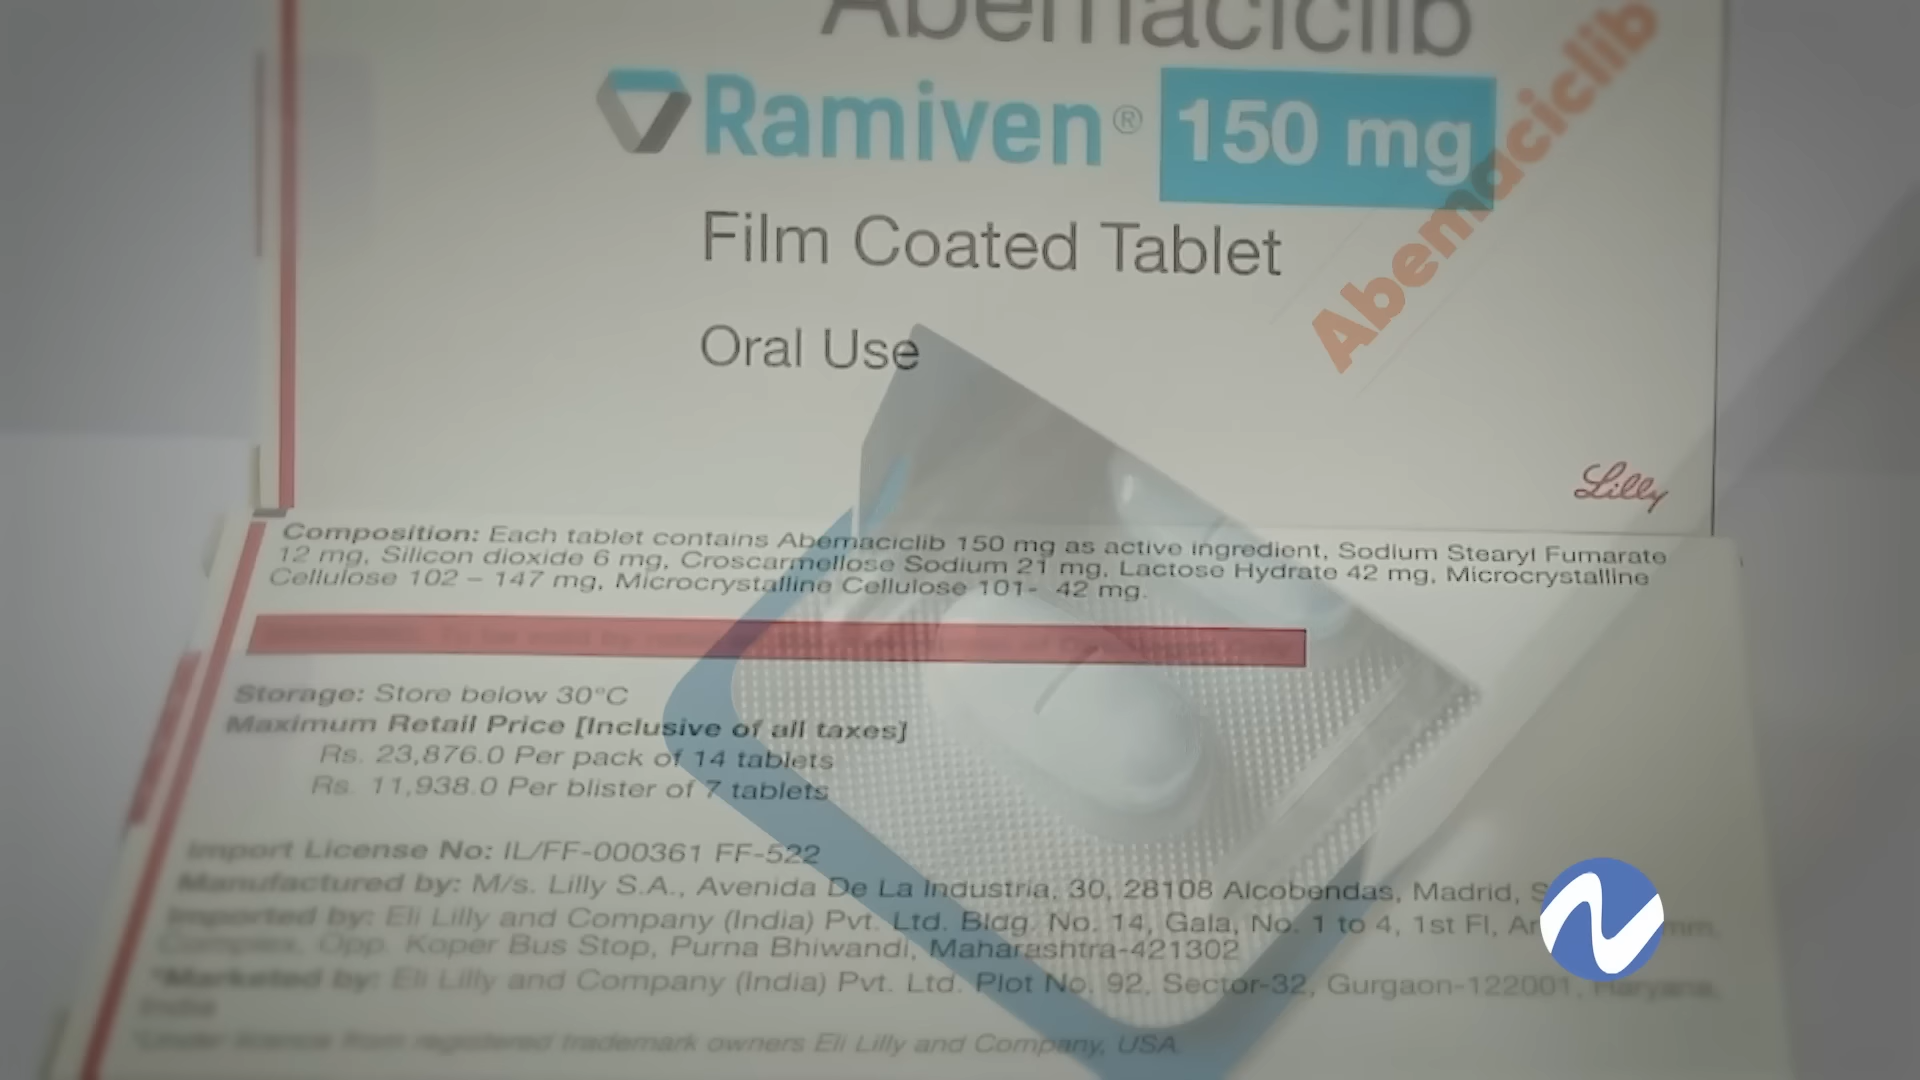 Abemaciclib
Ramiven® 150 mg
Abemaciclib
Film Coated Tablet
Oral Use
Lilly
Composition: Each tablet contains Abemaciclib 150 mg as active ingredient, Sodium Stearyl Fumarate
12 mg, Silicon dioxide 6 mg, Croscarmellose Sodium 21 mg, Lactose Hydrate 42 mg, Microcrystalline
Cellulose 102 – 147 mg, Microcrystalline Cellulose 101- 42 mg.
Storage: Store below 30°C
Maximum Retail Price [Inclusive of all taxes]
Rs. 23,876.0 Per pack of 14 tablets
Rs. 11,938.0 Per blister of 7 tablets
Import License No: IL/FF-000361 FF-522
Manufactured by: M/s. Lilly S.A., Avenida De La Industria, 30, 28108 Alcobendas, Madrid,
Imported by: Eli Lilly and Company (India) Pvt. Ltd. Bldg. No. 14, Gala, No. 1 to 4, 1st Fl,
Complex, Opp. Koper Bus Stop, Purna Bhiwandi, Maharashtra-421302
*Marketed by: Eli Lilly and Company (India) Pvt. Ltd. Plot No. 92, Sector-32, Gurgaon-122001, Haryana,
India
*Under licence from registered trademark owners Eli Lilly and Company, USA